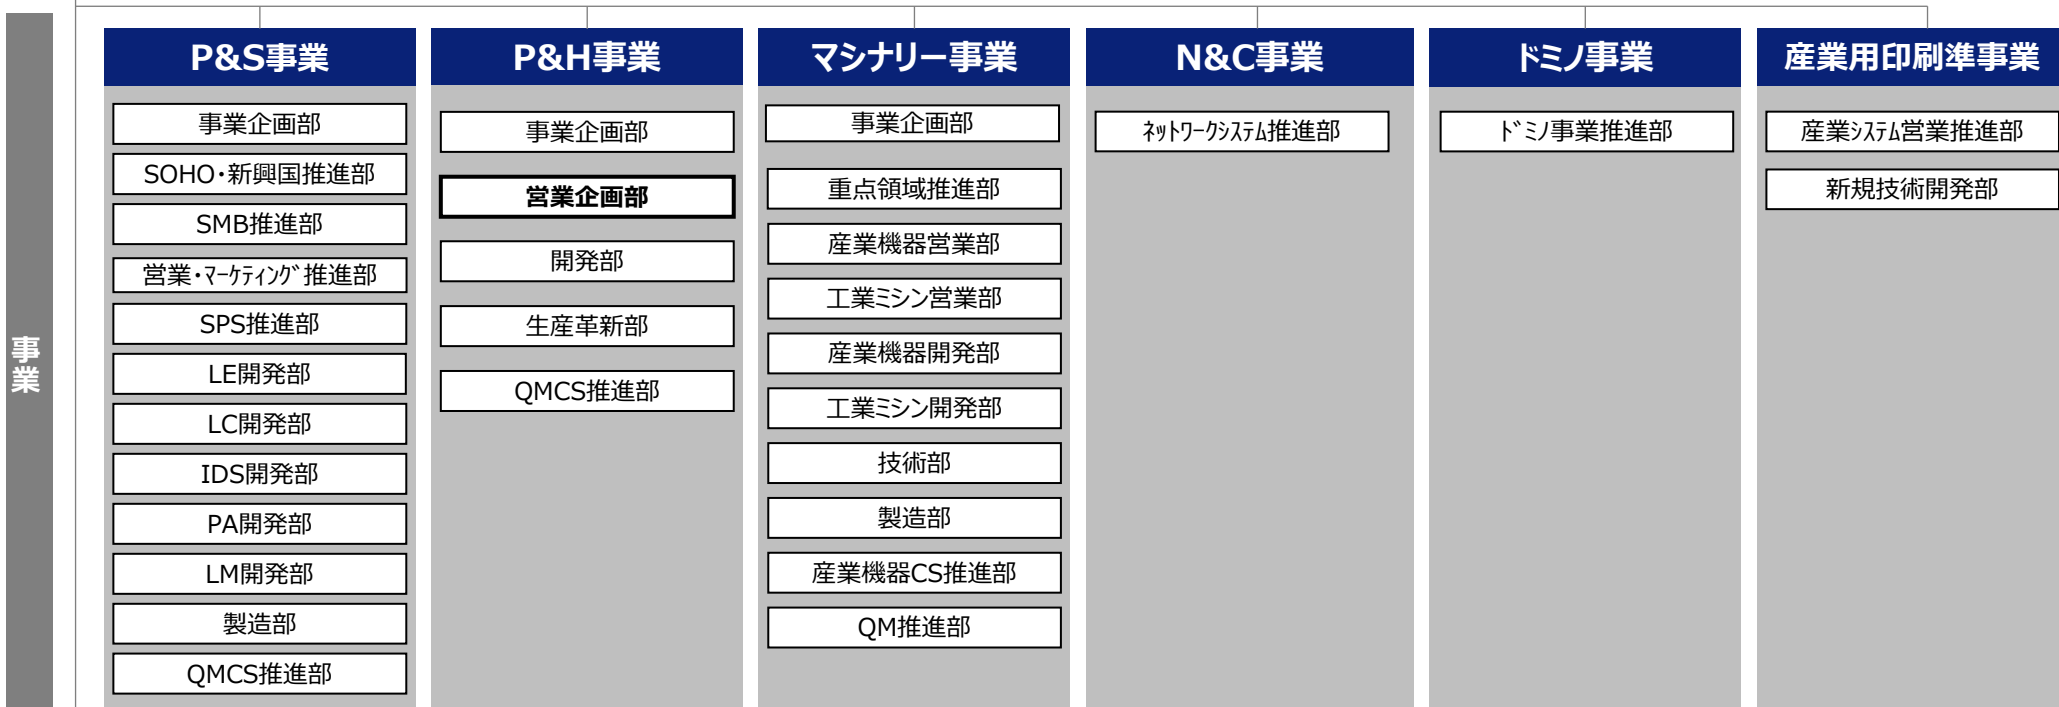 事業
P&S事業
事業企画部
SOHO・新興国推進部
SMB推進部
営業・ﾏｰｹﾃｨﾝｸﾞ推進部
SPS推進部
LE開発部
LC開発部
IDS開発部
PA開発部
LM開発部
製造部
QMCS推進部
P&H事業
事業企画部
営業企画部
開発部
生産革新部
QMCS推進部
マシナリー事業
事業企画部
重点領域推進部
産業機器営業部
工業ミシン営業部
産業機器開発部
工業ミシン開発部
技術部
製造部
産業機器CS推進部
QM推進部
N&C事業
ﾈｯﾄﾜｰｸｼｽﾃﾑ推進部
ドミノ事業
ﾄﾞﾐﾉ事業推進部
産業用印刷準事業
産業ｼｽﾃﾑ営業推進部
新規技術開発部